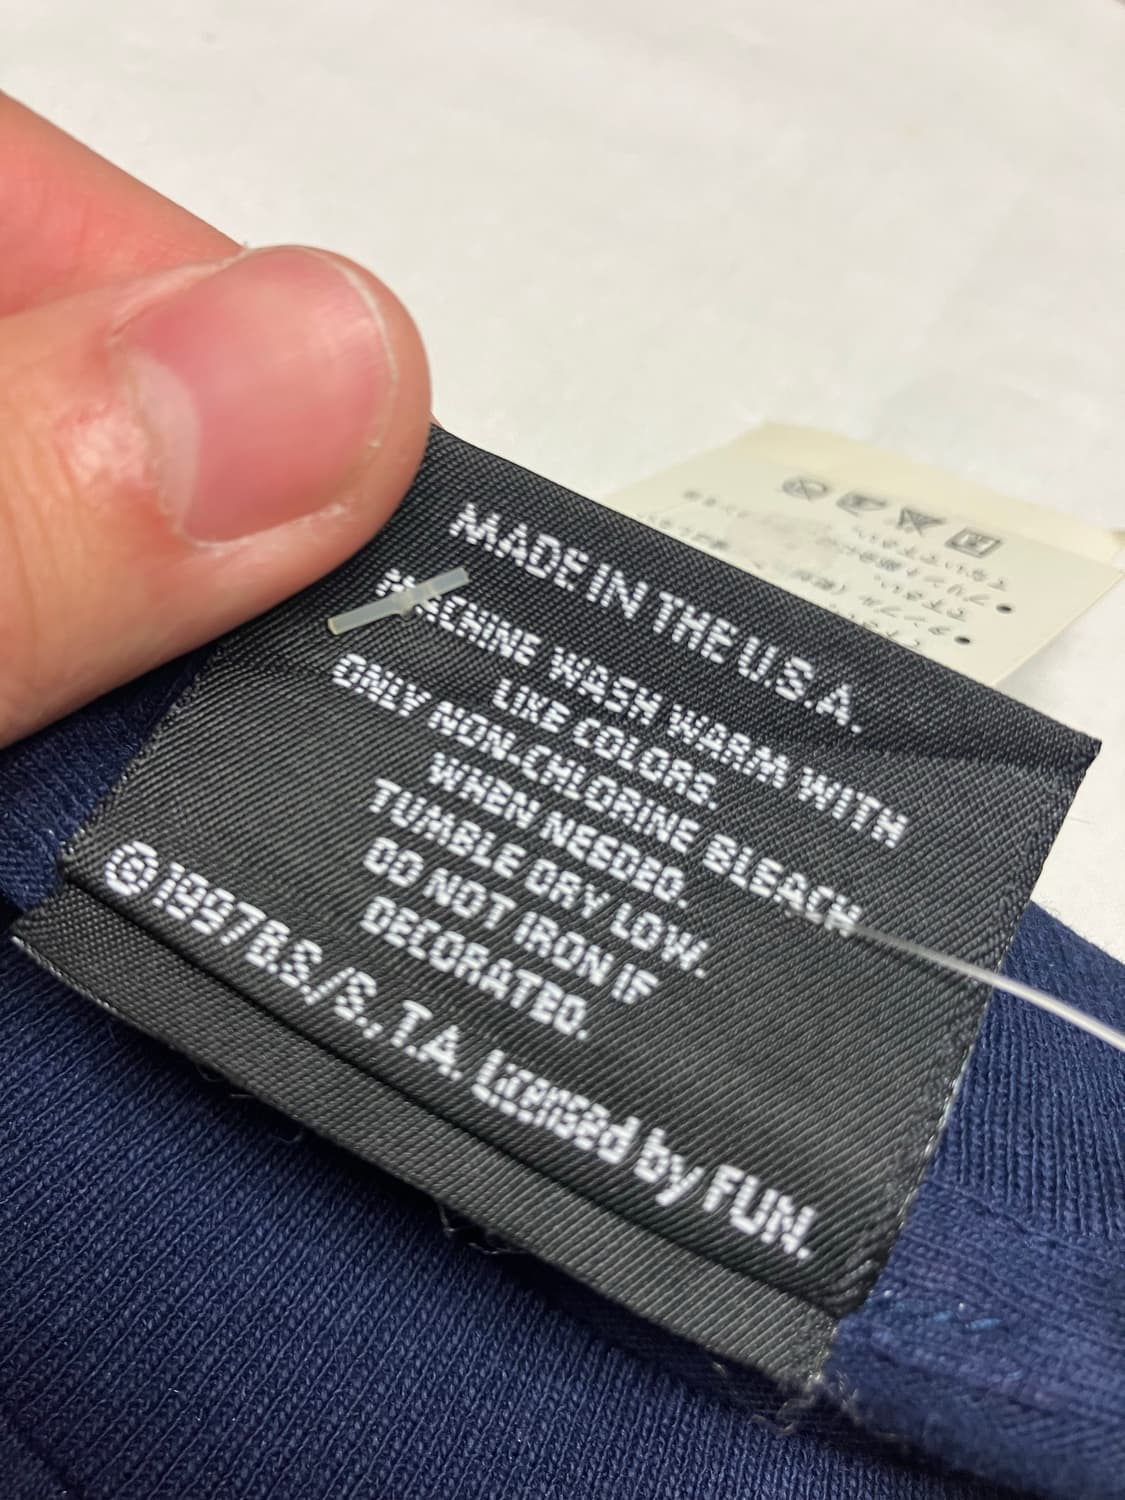 MADE IN THE U.S.A.
MACHINE WASH WARM WITH
LIKE COLORS.
ONLY NON-CHLORINE BLEACH
WHEN NEEDED.
TUMBLE DRY LOW.
DO NOT IRON IF
DECORATED.
©1997 B.S./S., T.A. Licensed by FUN.